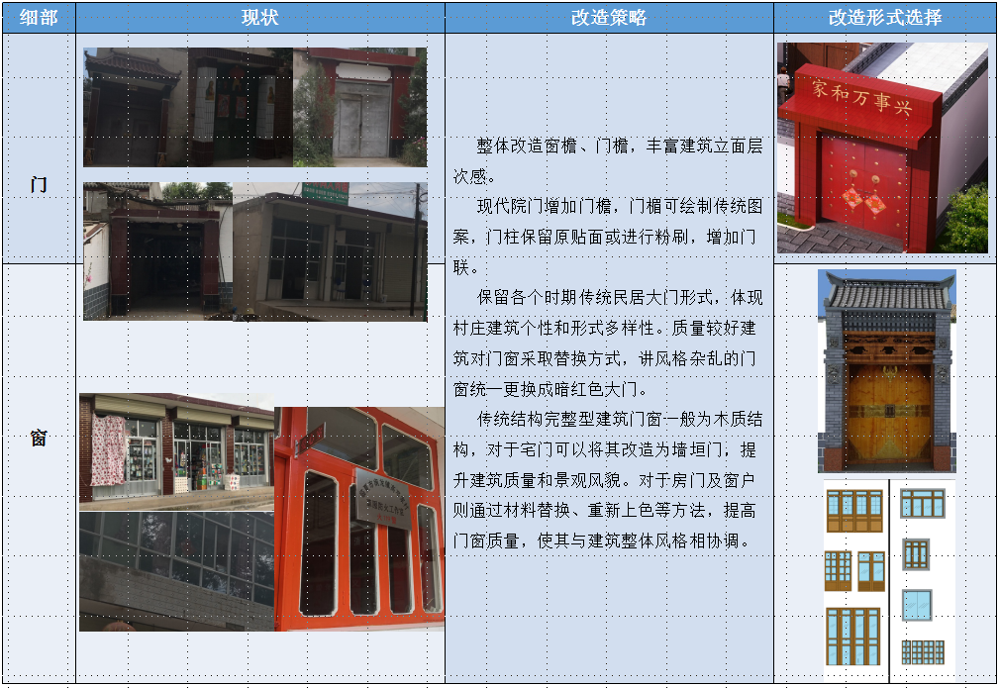 细部 现状 改造策略 改造形式选择
门
整体改造窗檐、门檐，丰富建筑立面层
次感。
现代院门增加门檐，门楣可绘制传统图
案，门柱保留原贴面或进行粉刷，增加门
联。
保留各个时期传统民居大门形式，体现
村庄建筑个性和形式多样性。质量较好建
筑对门窗采取替换方式，讲风格杂乱的门
窗统一更换成暗红色大门。
传统结构完整型建筑门窗一般为木质结
构，对于宅门可以将其改造为墙垣门，提
升建筑质量和景观风貌。对于房门及窗户
则通过材料替换、重新上色等方法，提高
门窗质量，使其与建筑整体风格相协调。
家和万事兴
窗